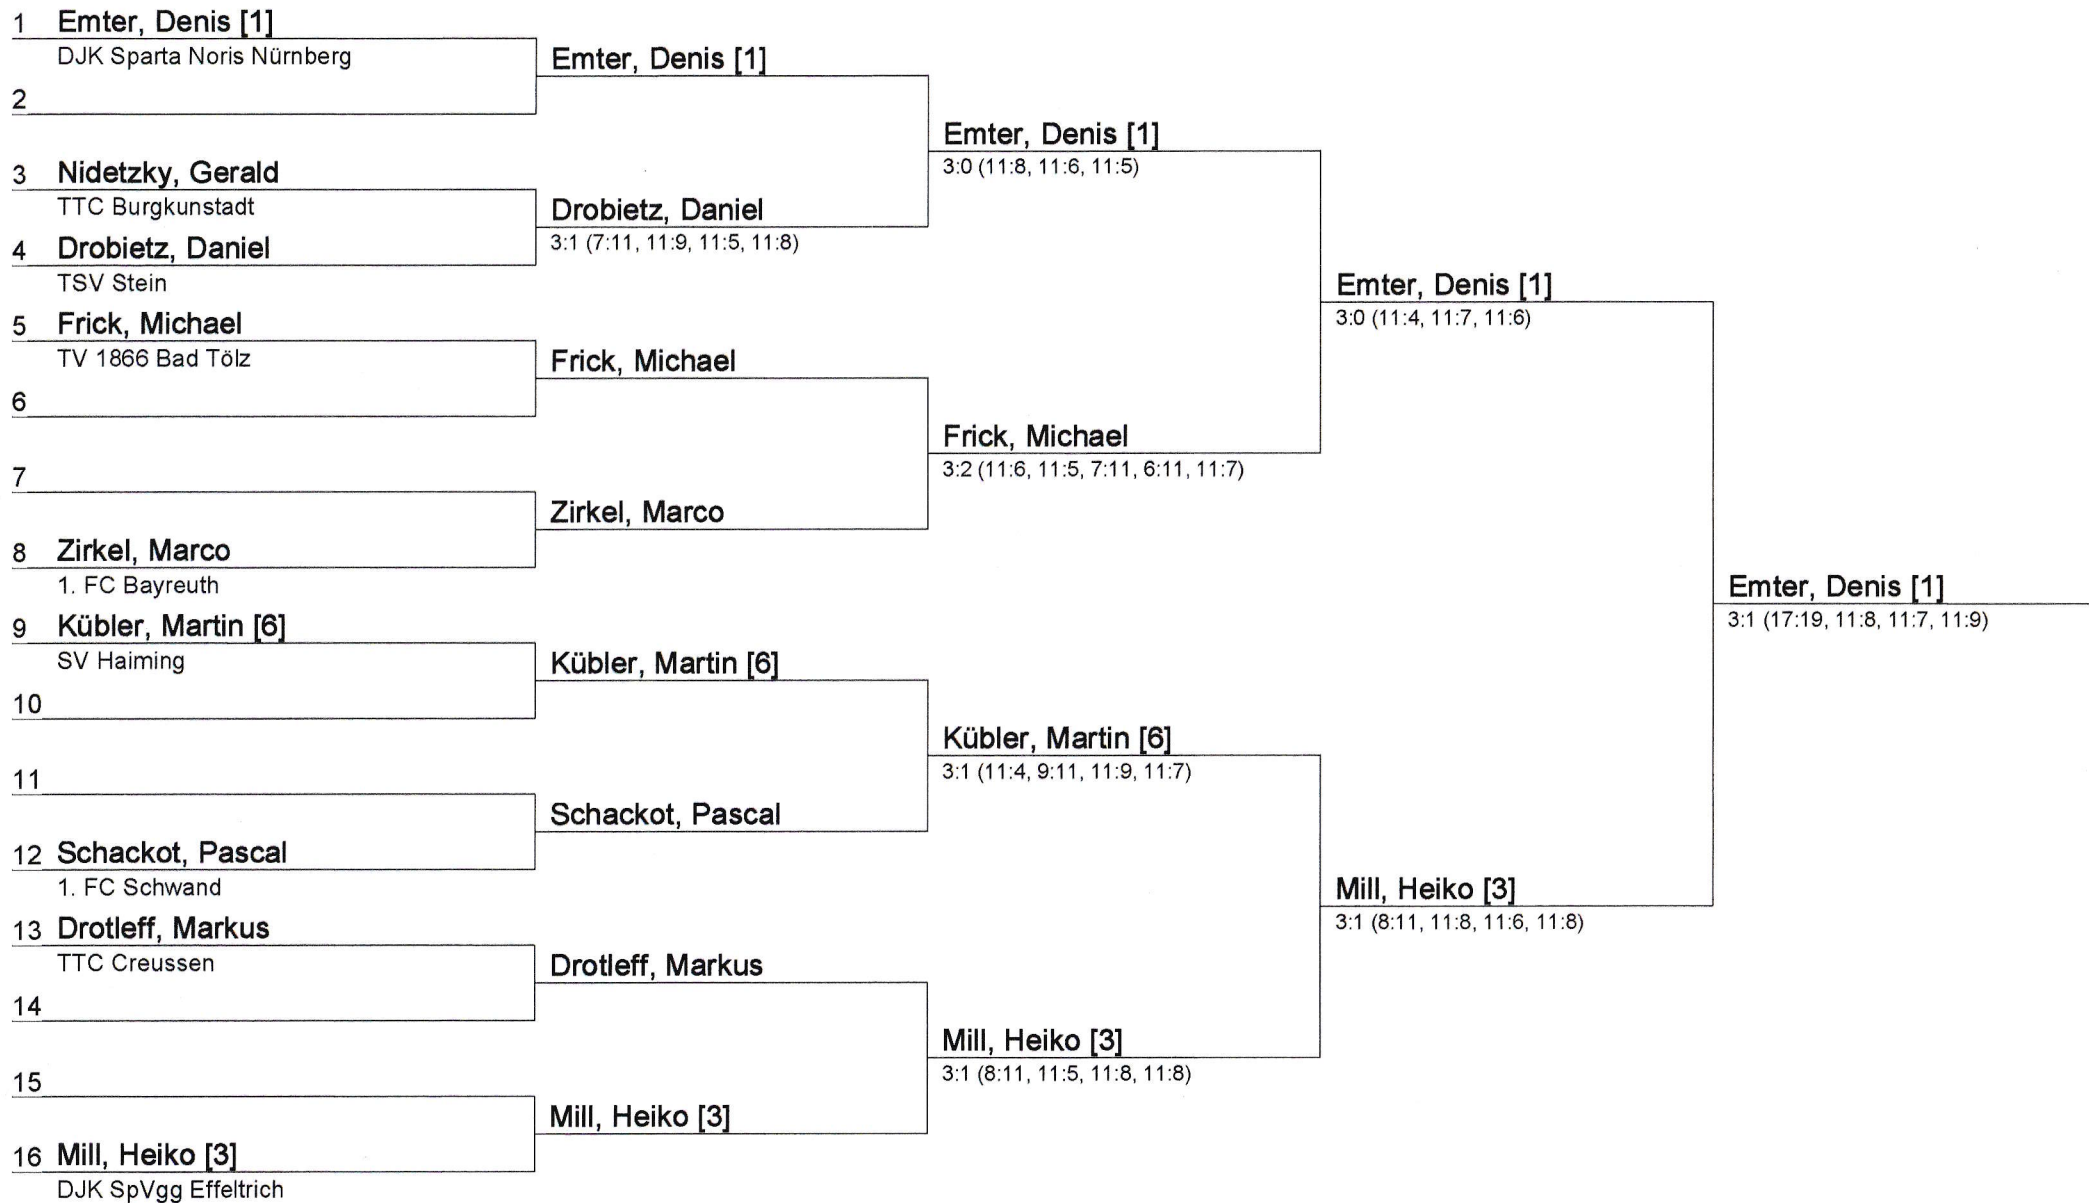 1 Emter, Denis [1]
DJK Sparta Noris Nürnberg
2
3 Nidetzky, Gerald
TTC Burgkunstadt
4 Drobietz, Daniel
TSV Stein
5 Frick, Michael
TV 1866 Bad Tölz
6
7
8 Zirkel, Marco
1. FC Bayreuth
9 Kübler, Martin [6]
SV Haiming
10
11
12 Schackot, Pascal
1. FC Schwand
13 Drotleff, Markus
TTC Creussen
14
15
16 Mill, Heiko [3]
DJK SpVgg Effeltrich
Emter, Denis [1]
Drobietz, Daniel
3:1 (7:11, 11:9, 11:5, 11:8)
Frick, Michael
Zirkel, Marco
Kübler, Martin [6]
Schackot, Pascal
Drotleff, Markus
Mill, Heiko [3]
Emter, Denis [1]
3:0 (11:8, 11:6, 11:5)
Frick, Michael
3:2 (11:6, 11:5, 7:11, 6:11, 11:7)
Kübler, Martin [6]
3:1 (11:4, 9:11, 11:9, 11:7)
Mill, Heiko [3]
3:1 (8:11, 11:5, 11:8, 11:8)
Emter, Denis [1]
3:0 (11:4, 11:7, 11:6)
Mill, Heiko [3]
3:1 (8:11, 11:8, 11:6, 11:8)
Emter, Denis [1]
3:1 (17:19, 11:8, 11:7, 11:9)